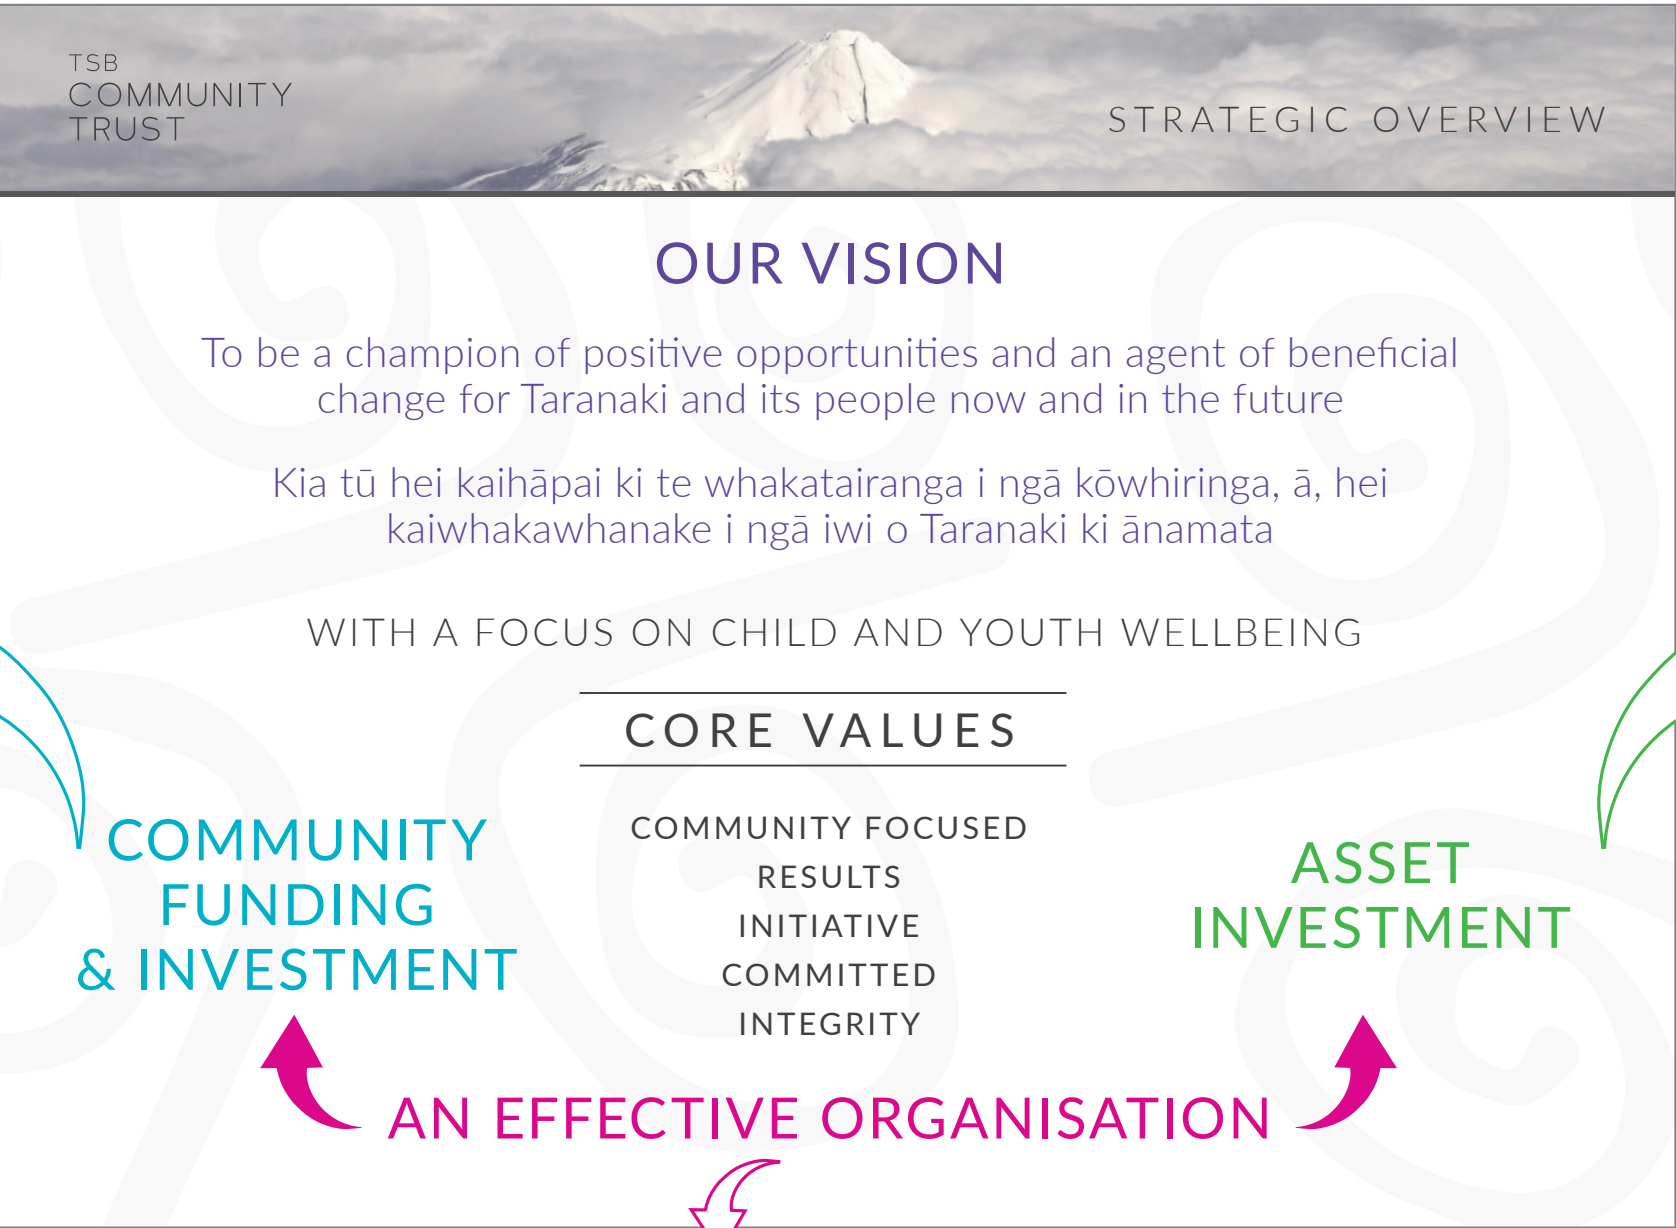 TSB
COMMUNITY
TRUST
STRATEGIC OVERVIEW
OUR VISION
To be a champion of positive opportunities and an agent of beneficial
change for Taranaki and its people now and in the future
Kia tū hei kaihāpai ki te whakatairanga i ngā kōwhiringa, ā, hei
kaiwhakawhanake i ngā iwi o Taranaki ki ānamata
WITH A FOCUS ON CHILD AND YOUTH WELLBEING
CORE VALUES
COMMUNITY FOCUSED
RESULTS
INITIATIVE
COMMITTED
INTEGRITY
COMMUNITY
FUNDING
& INVESTMENT
ASSET
INVESTMENT
AN EFFECTIVE ORGANISATION